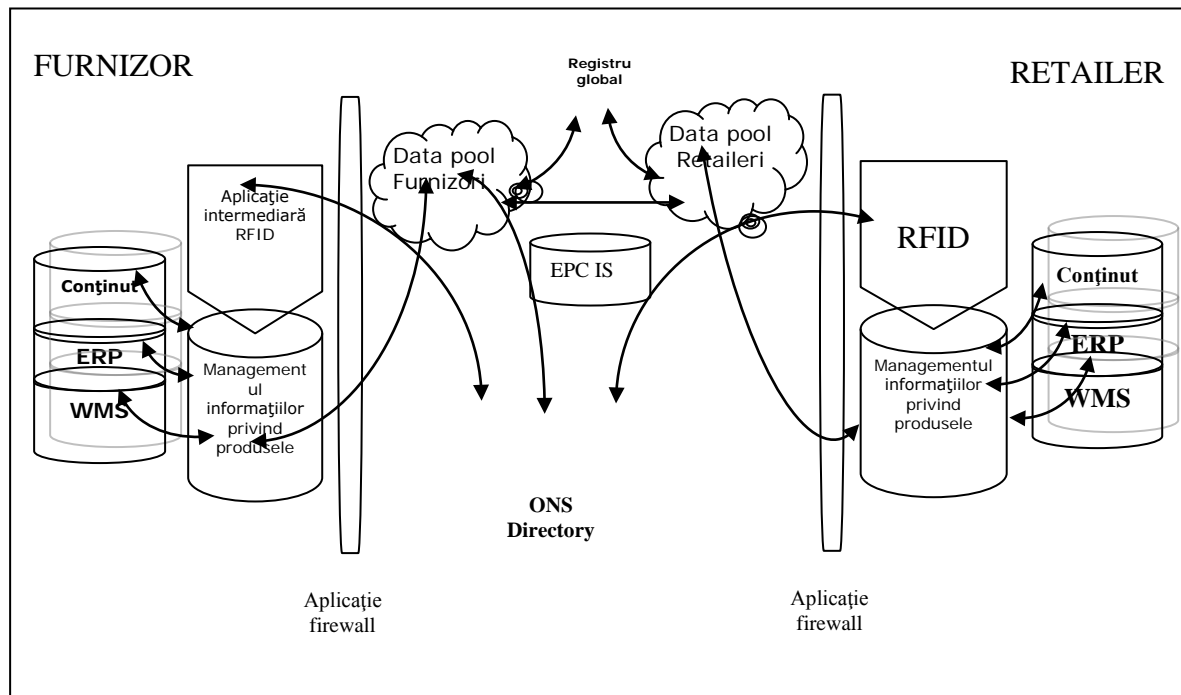 FURNIZOR
Registru
global
RETAILER
Data pool
Furnizori
Data pool
Retaileri
Aplicaţie
intermediară
RFID
RFID
EPC IS
Conţinut
ERP
WMS
Management
ul
informaţiilor
privind
produsele
Managementul
informaţiilor
privind
produsele
Conţinut
ERP
WMS
ONS
Directory
Aplicaţie
firewall
Aplicaţie
firewall